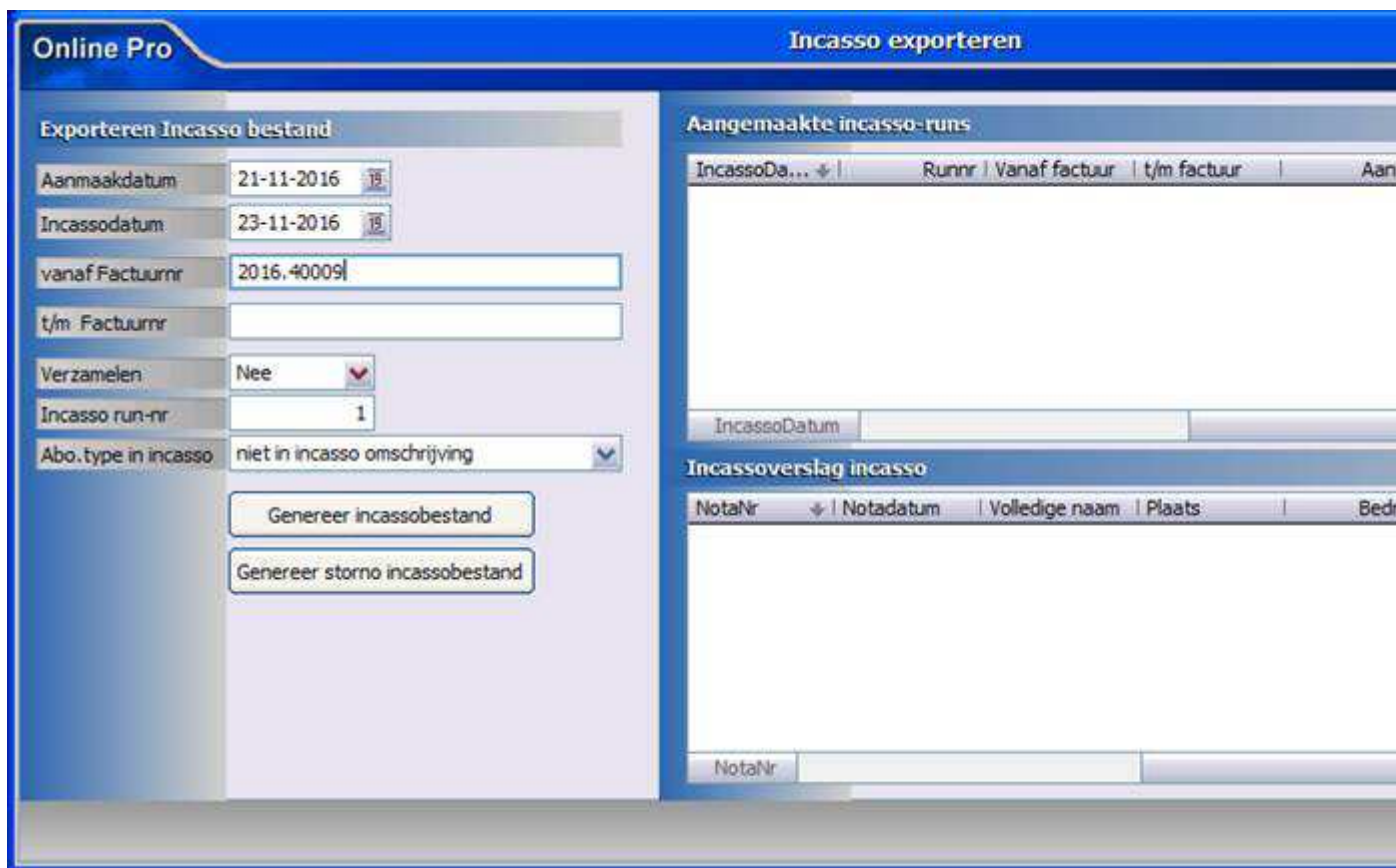 Online Pro
Incasso exporteren
Exporteren Incasso bestand
Aanmaakdatum 21-11-2016
Incassodatum 23-11-2016
vanaf Factuurnr 2016.40009
t/m Factuurnr
Verzamelen Nee
Incasso run-nr 1
Abo.type in incasso niet in incasso omschrijving
Genereer incassobestand
Genereer storno incassobestand
Aangemaakte incasso-runs
IncassoDa... Runnr Vanaf factuur t/m factuur Aan
IncassoDatum
Incassoverslag incasso
NotaNr Notadatum Volledige naam Plaats Bedr
NotaNr